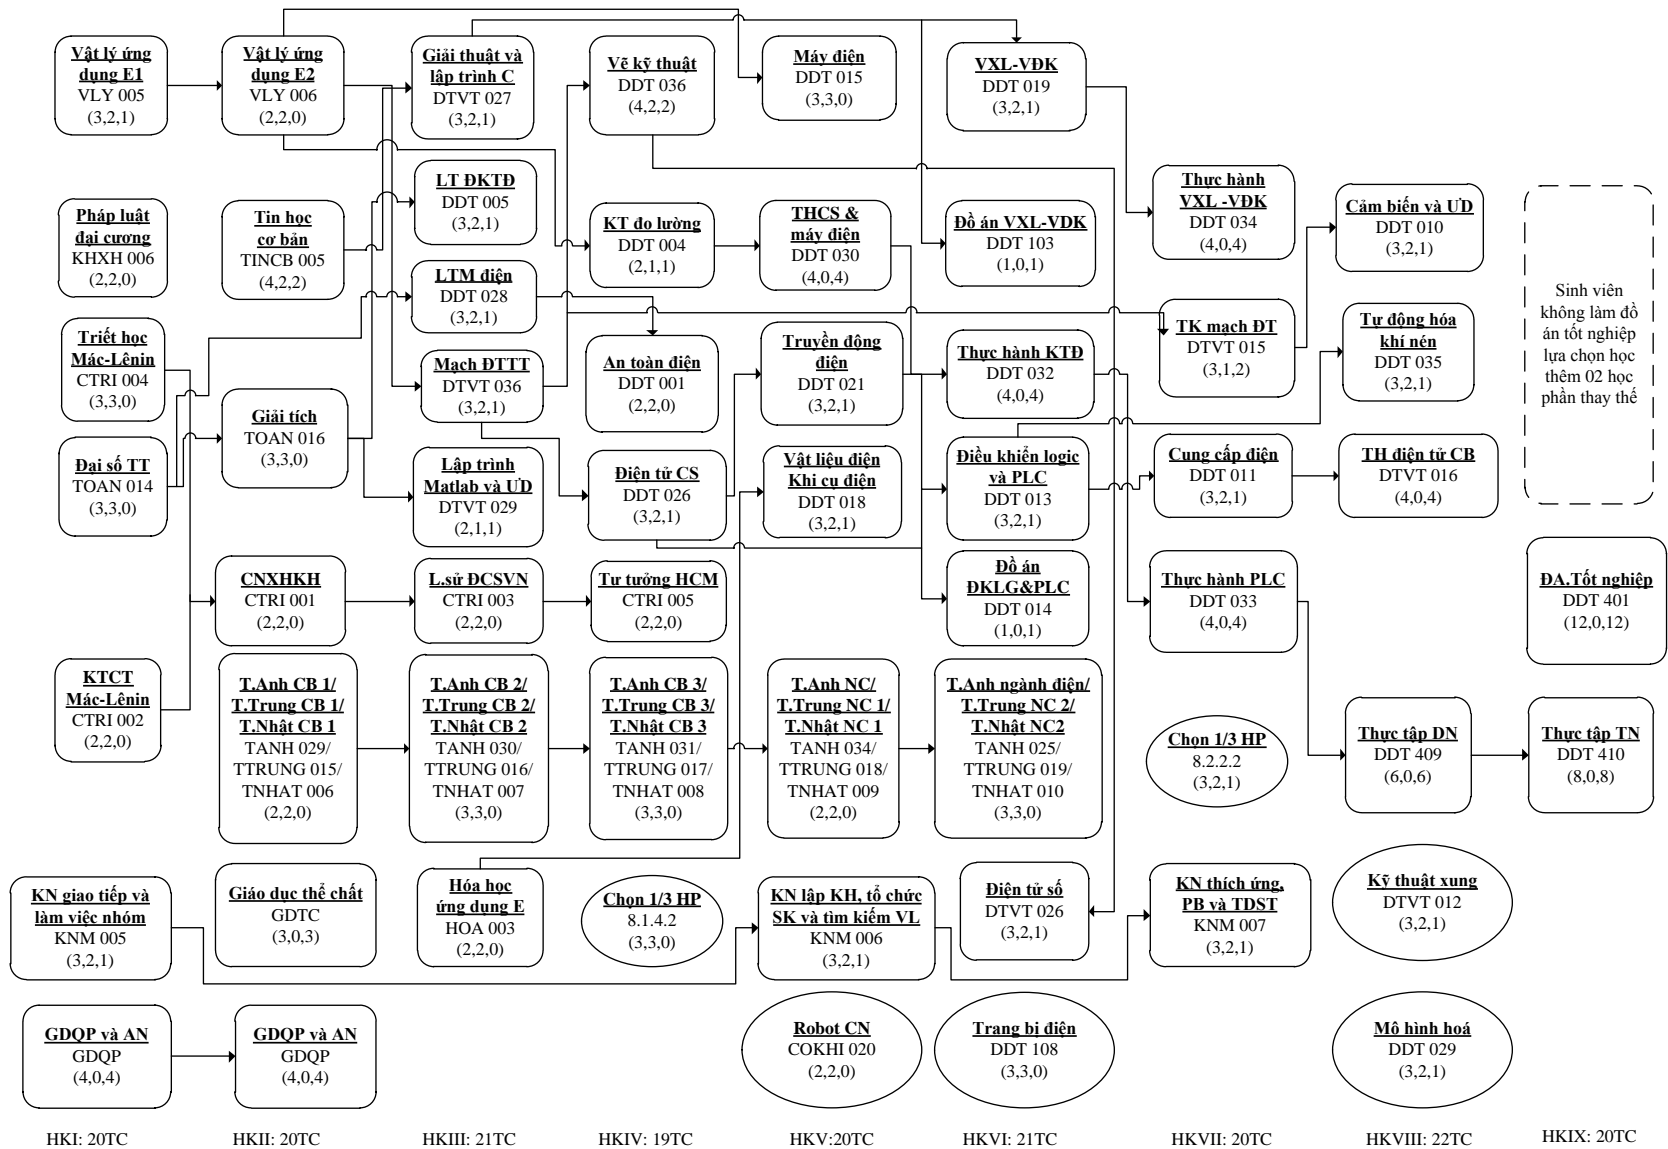 Vật lý ứng
dụng E1
VLY 005
(3,2,1)
Vật lý ứng
dụng E2
VLY 006
(2,2,0)
Giải thuật và
lập trình C
DTVT 027
(3,2,1)
Vẽ kỹ thuật
DDT 036
(4,2,2)
Máy điện
DDT 015
(3,3,0)
VXL-VĐK
DDT 019
(3,2,1)
Pháp luật
đại cương
KHXH 006
(2,2,0)
Tin học
cơ bản
TINCB 005
(4,2,2)
LT ĐKTĐ
DDT 005
(3,2,1)
KT đo lường
DDT 004
(2,1,1)
THCS &
máy điện
DDT 030
(4,0,4)
Đồ án VXL-VDK
DDT 103
(1,0,1)
Thực hành
VXL -VĐK
DDT 034
(4,0,4)
Cảm biến và ƯD
DDT 010
(3,2,1)
LTM điện
DDT 028
(3,2,1)
Triết học
Mác-Lênin
CTRI 004
(3,3,0)
Mạch ĐTTT
DTVT 036
(3,2,1)
An toàn điện
DDT 001
(2,2,0)
Truyền động
điện
DDT 021
(3,2,1)
Thực hành KTĐ
DDT 032
(4,0,4)
TK mạch ĐT
DTVT 015
(3,1,2)
Tự động hóa
khí nén
DDT 035
(3,2,1)
Sinh viên
không làm đồ
án tốt nghiệp
lựa chọn học
thêm 02 học
phần thay thế
Đại số TT
TOAN 014
(3,3,0)
Giải tích
TOAN 016
(3,3,0)
Lập trình
Matlab và ƯD
DTVT 029
(2,1,1)
Điện tử CS
DDT 026
(3,2,1)
Vật liệu điện
Khi cụ điện
DDT 018
(3,2,1)
Điều khiển logic
và PLC
DDT 013
(3,2,1)
Cung cấp điện
DDT 011
(3,2,1)
TH điện tử CB
DTVT 016
(4,0,4)
CNXHKH
CTRI 001
(2,2,0)
L.sử ĐCSVN
CTRI 003
(2,2,0)
Tư tưởng HCM
CTRI 005
(2,2,0)
Đồ án
ĐKLG&PLC
DDT 014
(1,0,1)
Thực hành PLC
DDT 033
(4,0,4)
ĐA.Tốt nghiệp
DDT 401
(12,0,12)
KTCT
Mác-Lênin
CTRI 002
(2,2,0)
T.Anh CB 1/
T.Trung CB 1/
T.Nhật CB 1
TANH 029/
TTRUNG 015/
TNHAT 006
(2,2,0)
T.Anh CB 2/
T.Trung CB 2/
T.Nhật CB 2
TANH 030/
TTRUNG 016/
TNHAT 007
(3,3,0)
T.Anh CB 3/
T.Trung CB 3/
T.Nhật CB 3
TANH 031/
TTRUNG 017/
TNHAT 008
(3,3,0)
T.Anh NC/
T.Trung NC 1/
T.Nhật NC 1
TANH 034/
TTRUNG 018/
TNHAT 009
(2,2,0)
T.Anh ngành điện/
T.Trung NC 2/
T.Nhật NC2
TANH 025/
TTRUNG 019/
TNHAT 010
(3,3,0)
Chọn 1/3 HP
8.2.2.2
(3,2,1)
Thực tập DN
DDT 409
(6,0,6)
Thực tập TN
DDT 410
(8,0,8)
KN giao tiếp và
làm việc nhóm
KNM 005
(3,2,1)
Giáo dục thể chất
GDTC
(3,0,3)
Hóa học
ứng dụng E
HOA 003
(2,2,0)
Chọn 1/3 HP
8.1.4.2
(3,3,0)
KN lập KH, tổ chức
SK và tìm kiếm VL
KNM 006
(3,2,1)
Điện tử số
DTVT 026
(3,2,1)
KN thích ứng,
PB và TDST
KNM 007
(3,2,1)
Kỹ thuật xung
DTVT 012
(3,2,1)
GDQP và AN
GDQP
(4,0,4)
GDQP và AN
GDQP
(4,0,4)
Robot CN
COKHI 020
(2,2,0)
Trang bị điện
DDT 108
(3,3,0)
Mô hình hoá
DDT 029
(3,2,1)
HKI: 20TC
HKII: 20TC
HKIII: 21TC
HKIV: 19TC
HKV:20TC
HKVI: 21TC
HKVII: 20TC
HKVIII: 22TC
HKIX: 20TC